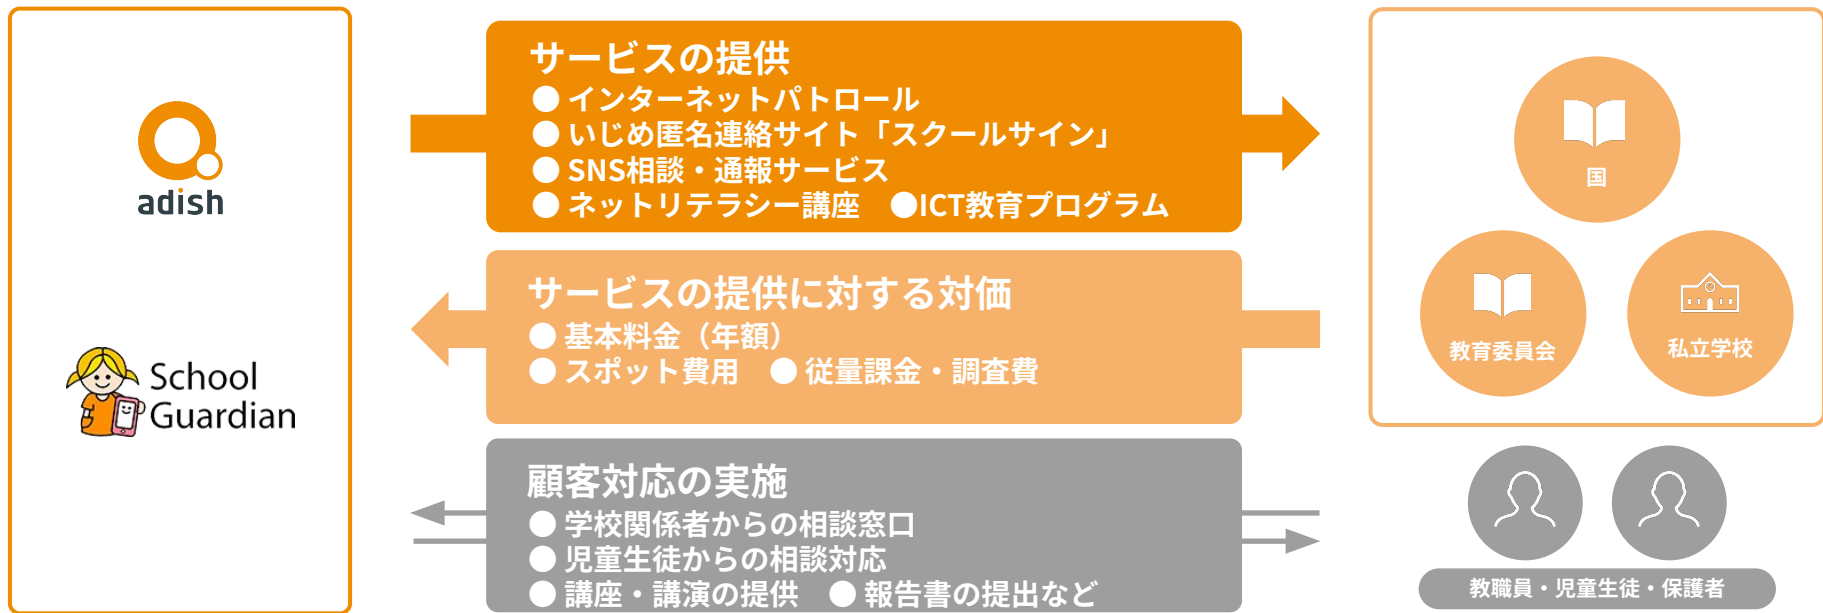 adish
School
Guardian
サービスの提供
● インターネットパトロール
● いじめ匿名連絡サイト「スクールサイン」
● SNS相談・通報サービス
● ネットリテラシー講座　●ICT教育プログラム
サービスの提供に対する対価
● 基本料金（年額）
● スポット費用　● 従量課金・調査費
顧客対応の実施
● 学校関係者からの相談窓口
● 児童生徒からの相談対応
● 講座・講演の提供　● 報告書の提出など
国
教育委員会
私立学校
教職員・児童生徒・保護者